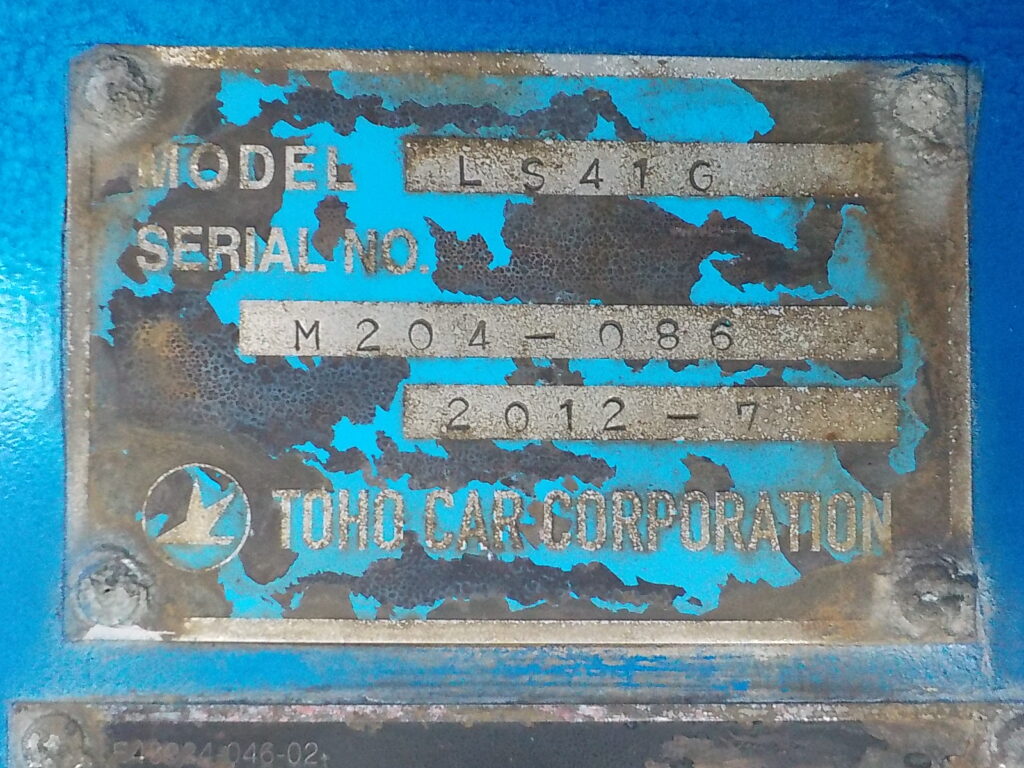 MODEL LS41G
SERIAL NO.
M204-086
2012-7
TOHO CAR CORPORATION